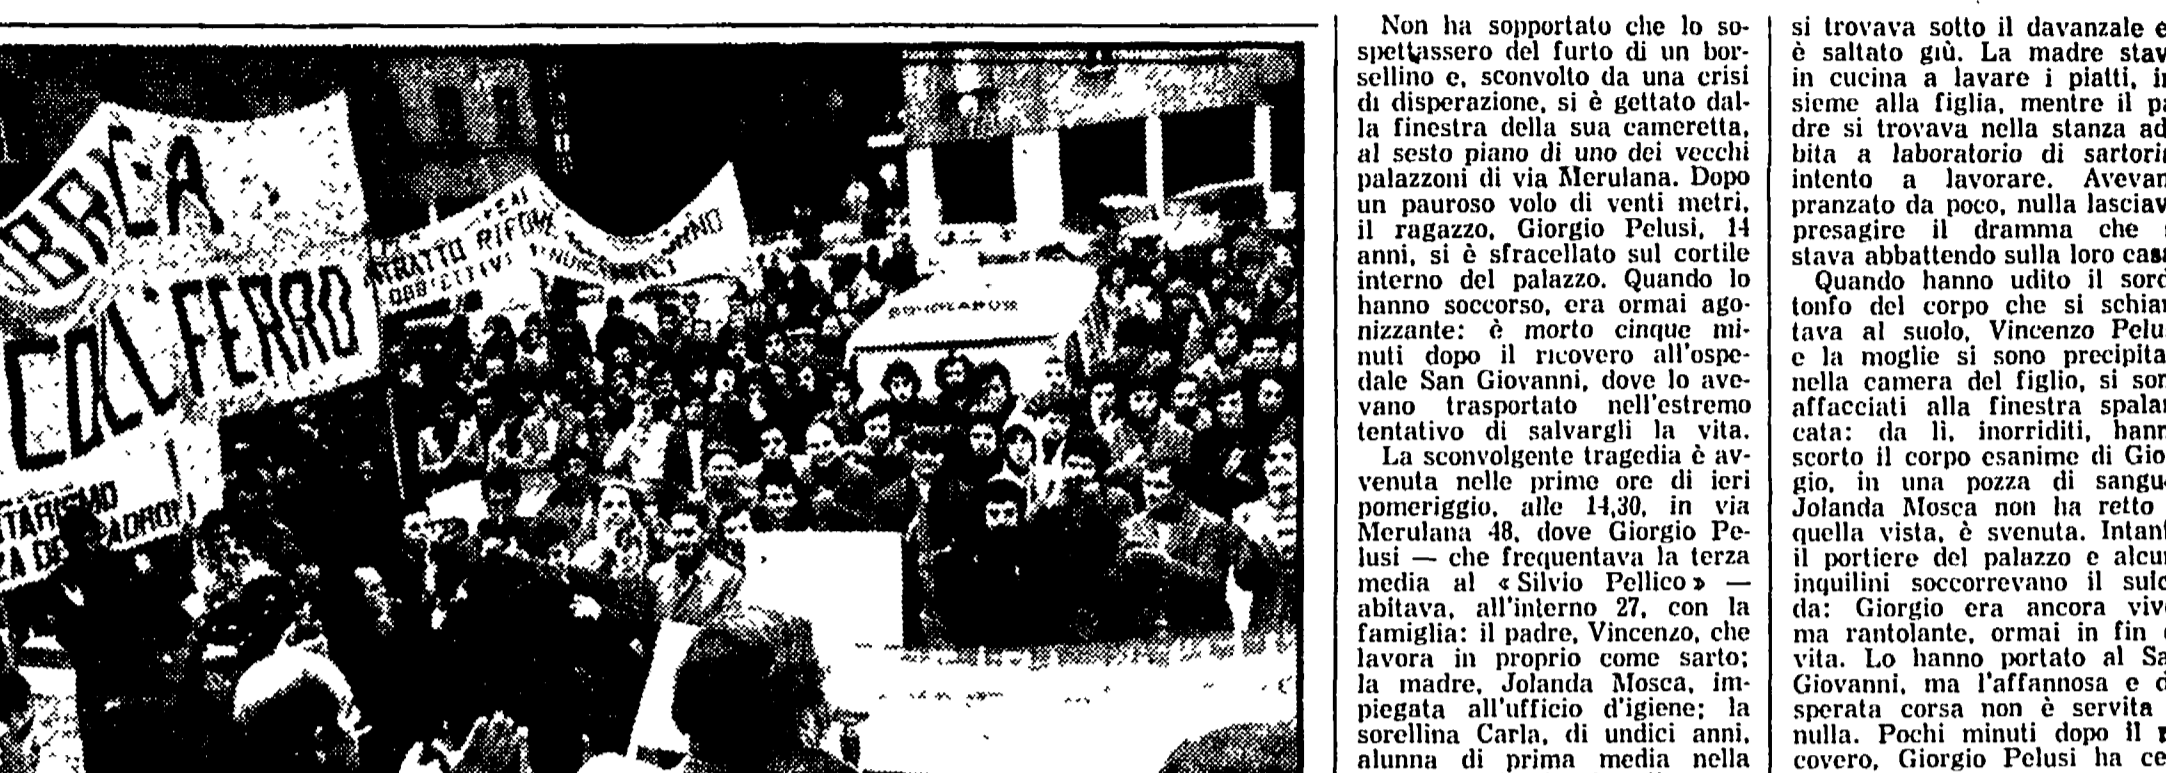 BRCA
COL FERRO
TRATTO RIFORME
Non ha sopportato che lo so-
spettassero del furto di un bor-
sellino e, sconvolto da una crisi
di disperazione, si è gettato dal-
la finestra della sua cameretta,
al sesto piano di uno dei vecchi
palazzoni di via Merulana. Dopo
un pauroso volo di venti metri,
il ragazzo, Giorgio Pelusi, 14
anni, si è sfracellato sul cortile
interno del palazzo. Quando lo
hanno soccorso, era ormai ago-
nizzante: è morto cinque mi-
nuti dopo il ricovero all'ospe-
dale San Giovanni, dove lo ave-
vano trasportato nell'estremo
tentativo di salvargli la vita.
La sconvolgente tragedia è av-
venuta nelle prime ore di ieri
pomeriggio, alle 14,30, in via
Merulana 48, dove Giorgio Pe-
lusi — che frequentava la terza
media al « Silvio Pellico » —
abitava, all'interno 27, con la
famiglia: il padre, Vincenzo, che
lavora in proprio come sarto;
la madre, Jolanda Mosca, im-
piegata all'ufficio d'igiene; la
sorellina Carla, di undici anni,
alunna di prima media nella
si trovava sotto il davanzale e
è saltato giù. La madre stav
in cucina a lavare i piatti, in
sieme alla figlia, mentre il pa
dre si trovava nella stanza ad
bita a laboratorio di sartoria
intento a lavorare. Avevan
pranzato da poco, nulla lasciav
presagire il dramma che
stava abbattendo sulla loro casa
Quando hanno udito il sord
tonfo del corpo che si schian
tava al suolo, Vincenzo Pelus
e la moglie si sono precipita
nella camera del figlio, si son
affacciati alla finestra spalan
cata: da lì, inorriditi, hann
scorto il corpo esanime di Gio
gio, in una pozza di sangu
Jolanda Mosca non ha retto
quella vista, è svenuta. Intant
il portiere del palazzo e alcun
inquilini soccorrevano il suic
da: Giorgio era ancora viv
ma rantolante, ormai in fin
vita. Lo hanno portato al Sa
Giovanni, ma l'affannosa e d
sperata corsa non è servita
nulla. Pochi minuti dopo il r
covero, Giorgio Pelusi ha ce